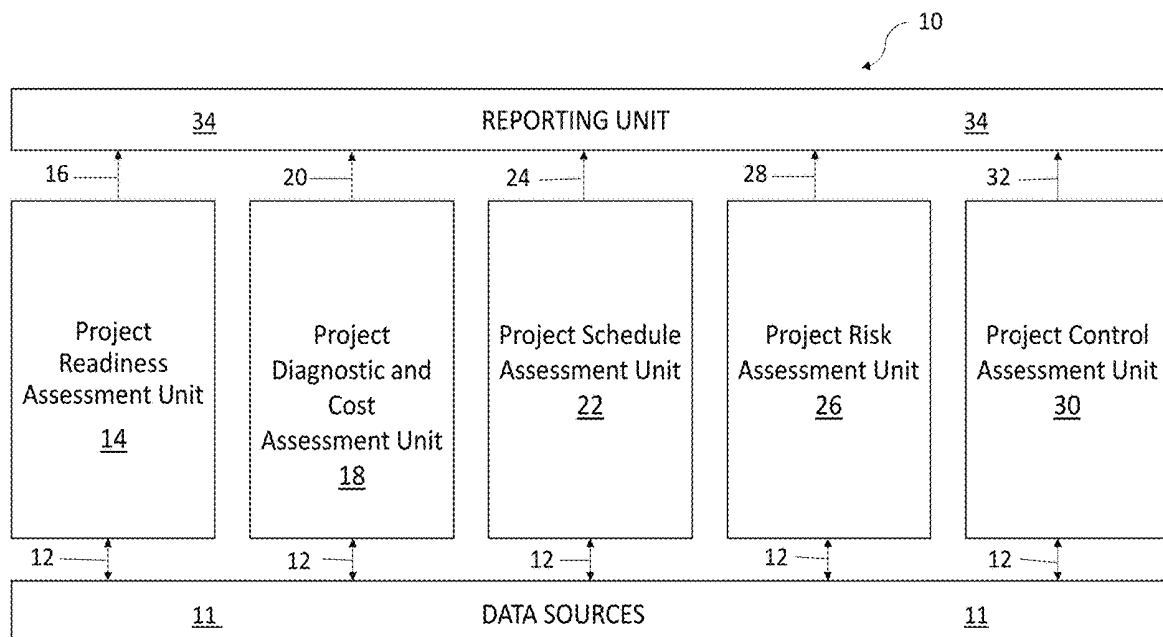 10
34 REPORTING UNIT 34
16 20 24 28 32
Project
Readiness
Assessment Unit
14
Project
Diagnostic and
Cost
Assessment Unit
18
Project Schedule
Assessment Unit
22
Project Risk
Assessment Unit
26
Project Control
Assessment Unit
30
12 12 12 12 12
11 DATA SOURCES 11